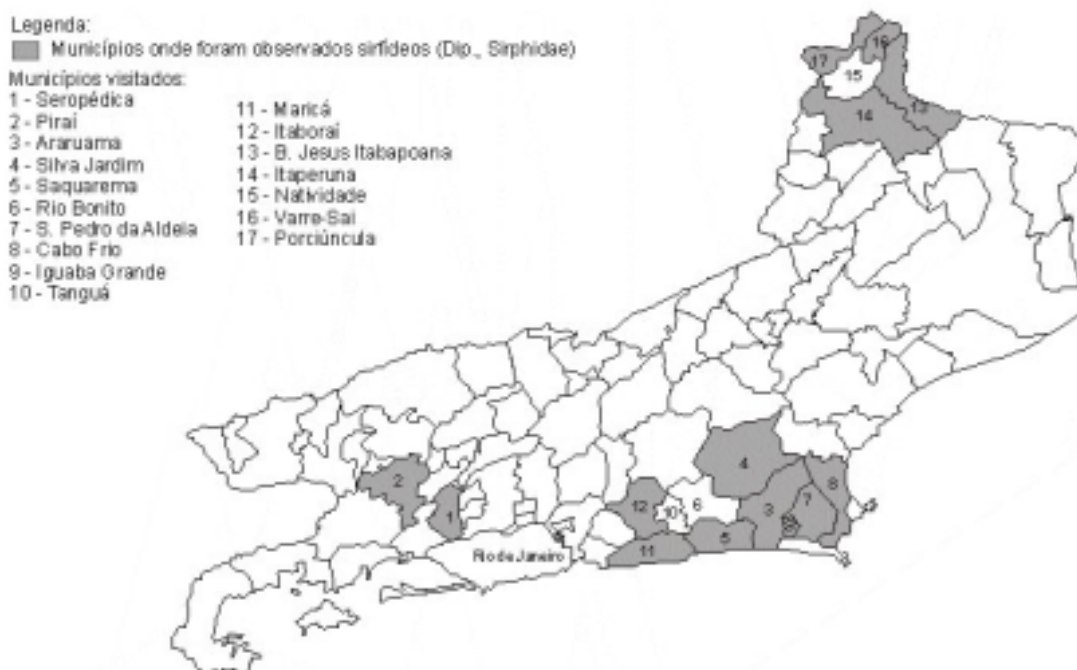 Legenda:
Municípios onde foram observados sirfídeos (Dip., Sirphidae)
Municípios visitados:
1 - Seropédica
2 - Piraí
3 - Araruama
4 - Silva Jardim
5 - Saquarema
6 - Rio Bonito
7 - S. Pedro da Aldeia
8 - Cabo Frio
9 - Iguaba Grande
10 - Tanguá
11 - Maricá
12 - Itaboraí
13 - B. Jesus Itabapoana
14 - Itaperuna
15 - Natividade
16 - Varre-Sai
17 - Porciúncula
16
17
15
13
14
4
2
8
6
7
12
10
3
1
5
11
Rio de Janeiro